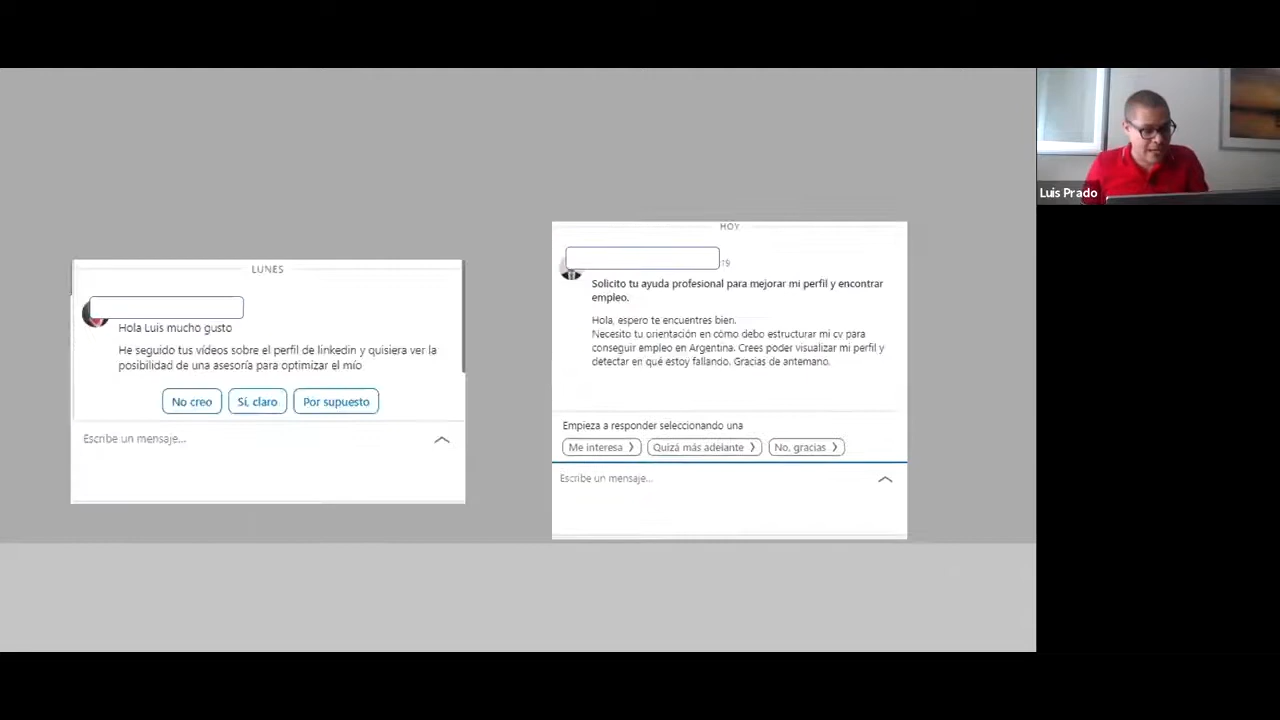 LUNES
Hola Luis mucho gusto
He seguido tus vídeos sobre el perfil de linkedin y quisiera ver la
posibilidad de una asesoría para optimizar el mío
No creo
Sí, claro
Por supuesto
Escribe un mensaje...
HOY
19
Solicito tu ayuda profesional para mejorar mi perfil y encontrar
empleo.
Hola, espero te encuentres bien.
Necesito tu orientación en cómo debo estructurar mi cv para
conseguir empleo en Argentina. Crees poder visualizar mi perfil y
detectar en qué estoy fallando. Gracias de antemano.
Empieza a responder seleccionando una
Me interesa
Quizá más adelante
No, gracias
Escribe un mensaje...
Luis Prado